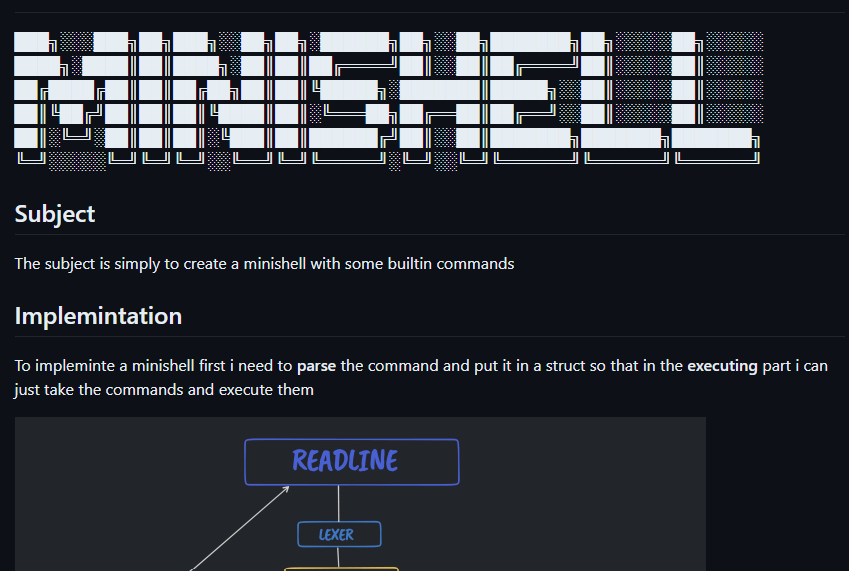 MINISHELL
Subject
The subject is simply to create a minishell with some builtin commands
Implemintation
To impleminte a minishell first i need to parse the command and put it in a struct so that in the executing part i can
just take the commands and execute them
READLINE
LEXER